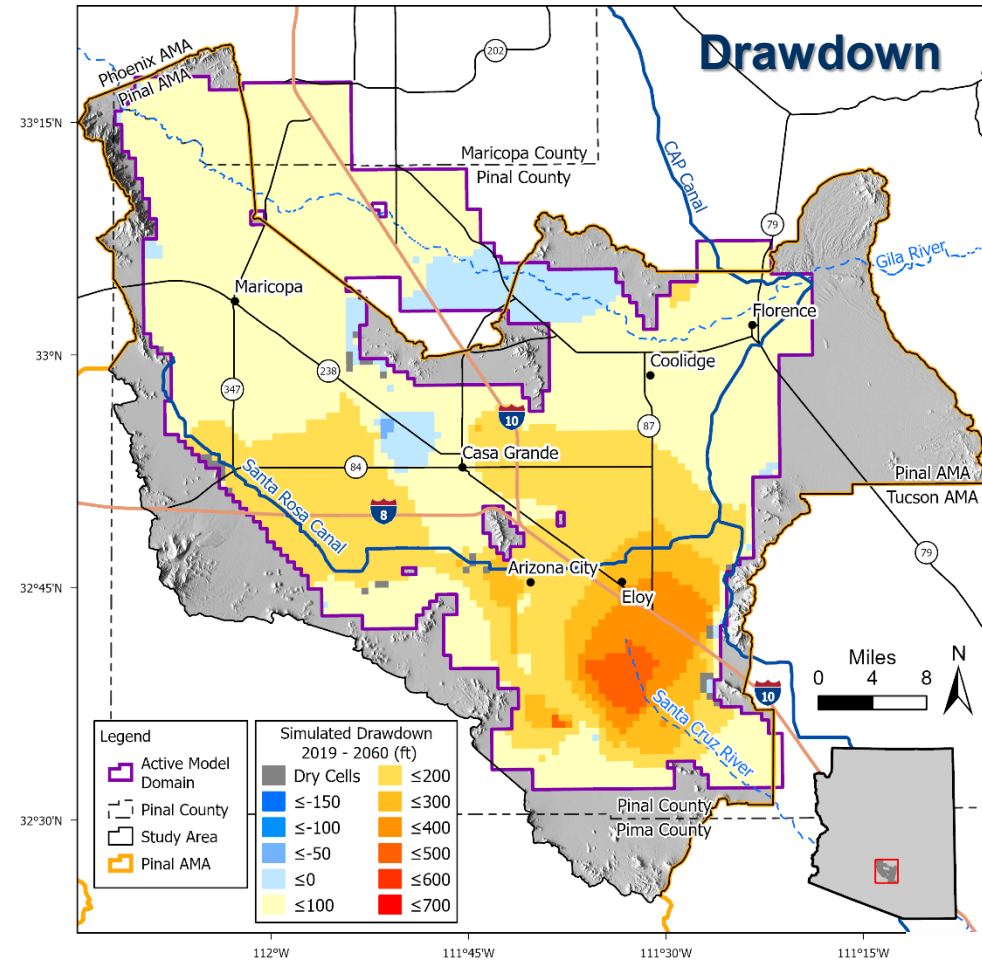 Drawdown
Phoenix AMA
Pinal AMA
202
33°15'N
Maricopa County
Pinal County
CAP Canal
79
Gila River
Maricopa
Florence
33°N
Coolidge
238
347
10
87
Casa Grande
84
Pinal AMA
Tucson AMA
Santa Rosa Canal
8
79
Arizona City
32°45'N
Eloy
Miles
N
0 4 8
10
Santa Cruz River
Legend
Active Model
Domain
Pinal County
Study Area
Pinal AMA
Simulated Drawdown
2019 - 2060 (ft)
Dry Cells
≤-150
≤-100
≤-50
≤0
≤100
≤200
≤300
≤400
≤500
≤600
≤700
Pinal County
Pima County
32°30'N
112°W
111°45'W
111°30'W
111°15'W